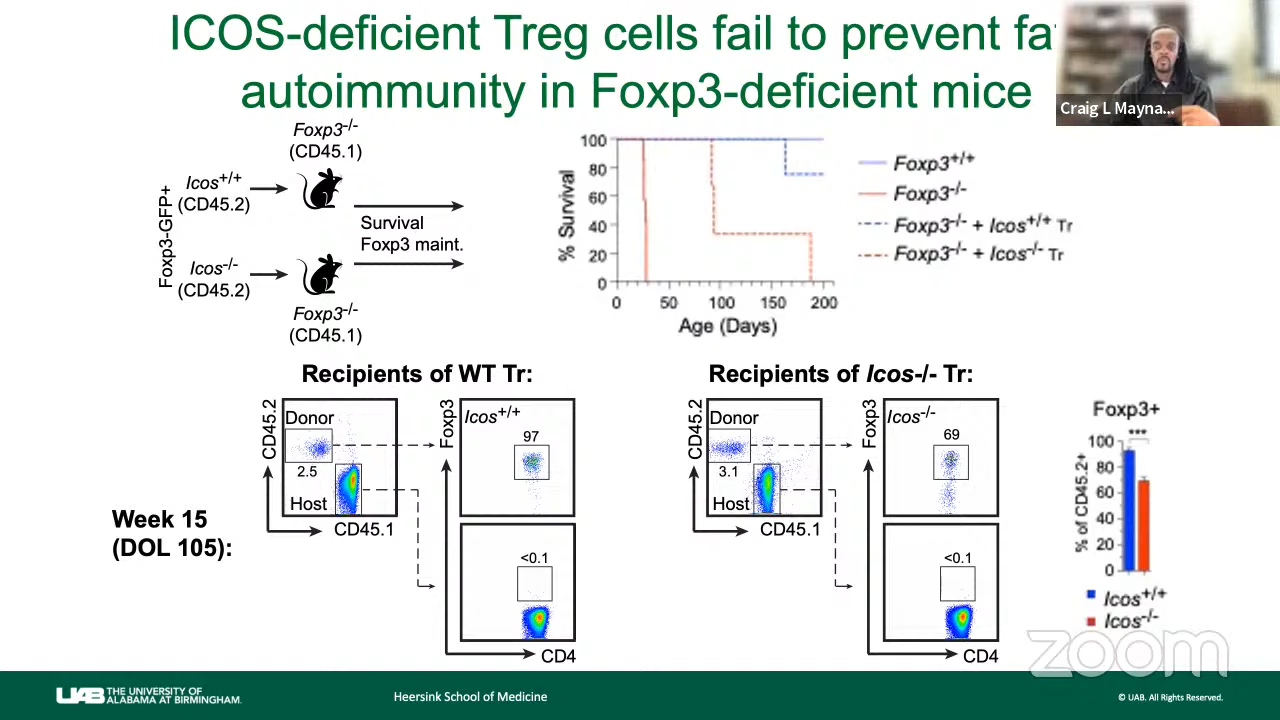 ICOS-deficient Treg cells fail to prevent
autoimmunity in Foxp3-deficient mice
Craig L Mayna...
Foxp3-/-
(CD45.1)
Foxp3-GFP+
Icos+/+
(CD45.2)
Icos-/-
(CD45.2)
Survival
Foxp3 maint.
Foxp3-/-
(CD45.1)
% Survival
100
80
60
40
20
0
0 50 100 150 200
Age (Days)
Foxp3+/+
Foxp3-/-
Foxp3-/- + Icos+/+ Tr
Foxp3-/- + Icos-/- Tr
Recipients of WT Tr:
CD45.2
Donor
2.5
Host
CD45.1
Foxp3
Icos+/+
97
<0.1
CD4
Recipients of Icos-/- Tr:
CD45.2
Donor
3.1
Host
CD45.1
Foxp3
Icos-/-
69
<0.1
CD4
Foxp3+
***
% of CD45.2+
100
80
60
40
20
0
Icos+/+
Icos-/-
Week 15
(DOL 105):
zoom
UAB THE UNIVERSITY OF
ALABAMA AT BIRMINGHAM.
Heersink School of Medicine
© UAB. All Rights Reserved.